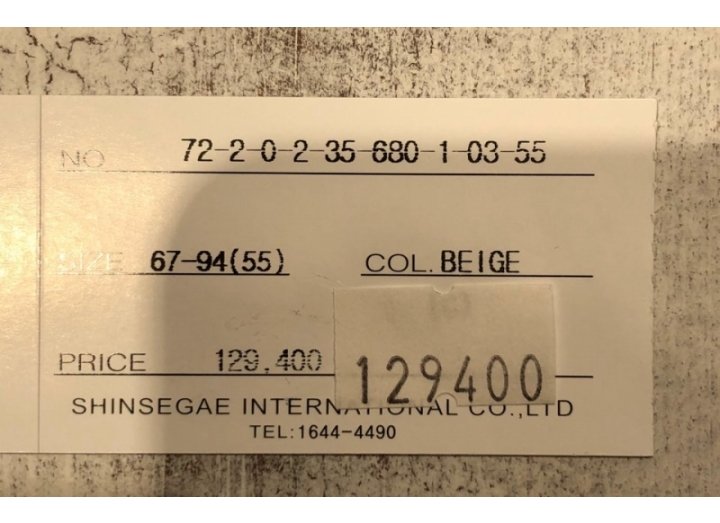 NO 72-2-0-2-35-680-1-03-55
SIZE 67-94(55) COL. BEIGE
PRICE 129,400 129400
SHINSEGAE INTERNATIONAL CO.,LTD
TEL:1644-4490